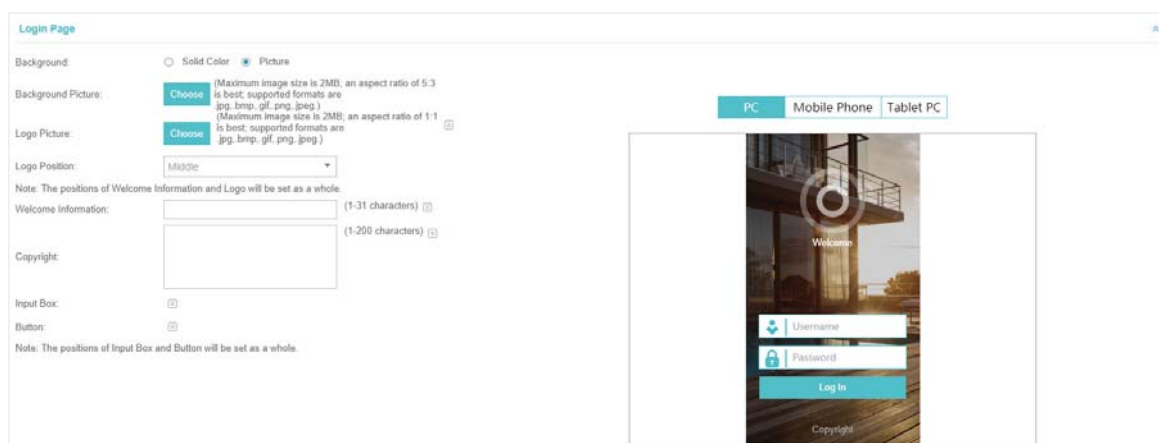 Login Page
Background:
Solid Color
Picture
Background Picture:
Choose
(Maximum image size is 2MB; an aspect ratio of 5:3
is best; supported formats are
.jpg,.bmp,.gif,.png,.jpeg.)
Logo Picture:
Choose
(Maximum image size is 2MB; an aspect ratio of 1:1
is best; supported formats are
.jpg,.bmp,.gif,.png,.jpeg.)
Logo Position:
Middle
Note: The positions of Welcome Information and Logo will be set as a whole.
Welcome Information:
(1-31 characters)
Copyright:
(1-200 characters)
Input Box:
Button:
Note: The positions of Input Box and Button will be set as a whole.
PC
Mobile Phone
Tablet PC
Welcome
Username
Password
Log In
Copyright